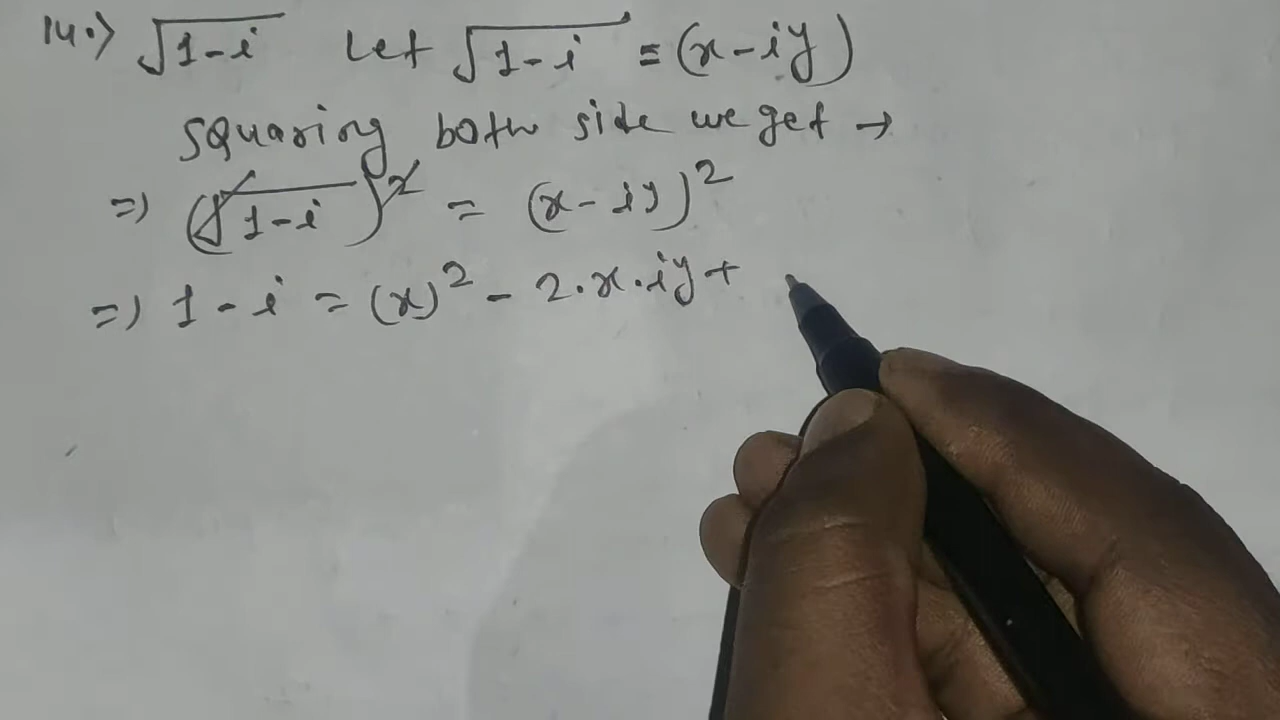 14.) √1-i Let √1-i = (x-iy)
Squaring both side we get →
=) (√1-i)² = (x-iy)²
=) 1-i = (x)² - 2.x.iy+